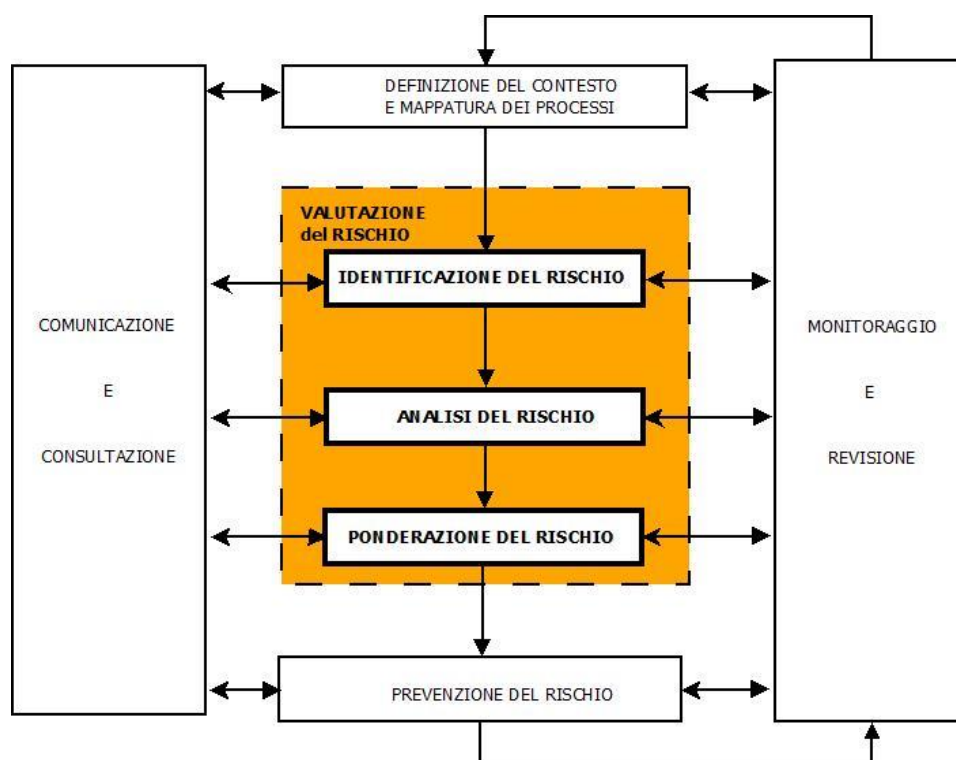 DEFINIZIONE DEL CONTESTO
E MAPPATURA DEI PROCESSI
VALUTAZIONE
del RISCHIO
IDENTIFICAZIONE DEL RISCHIO
COMUNICAZIONE
E
CONSULTAZIONE
ANALISI DEL RISCHIO
MONITORAGGIO
E
REVISIONE
PONDERAZIONE DEL RISCHIO
PREVENZIONE DEL RISCHIO